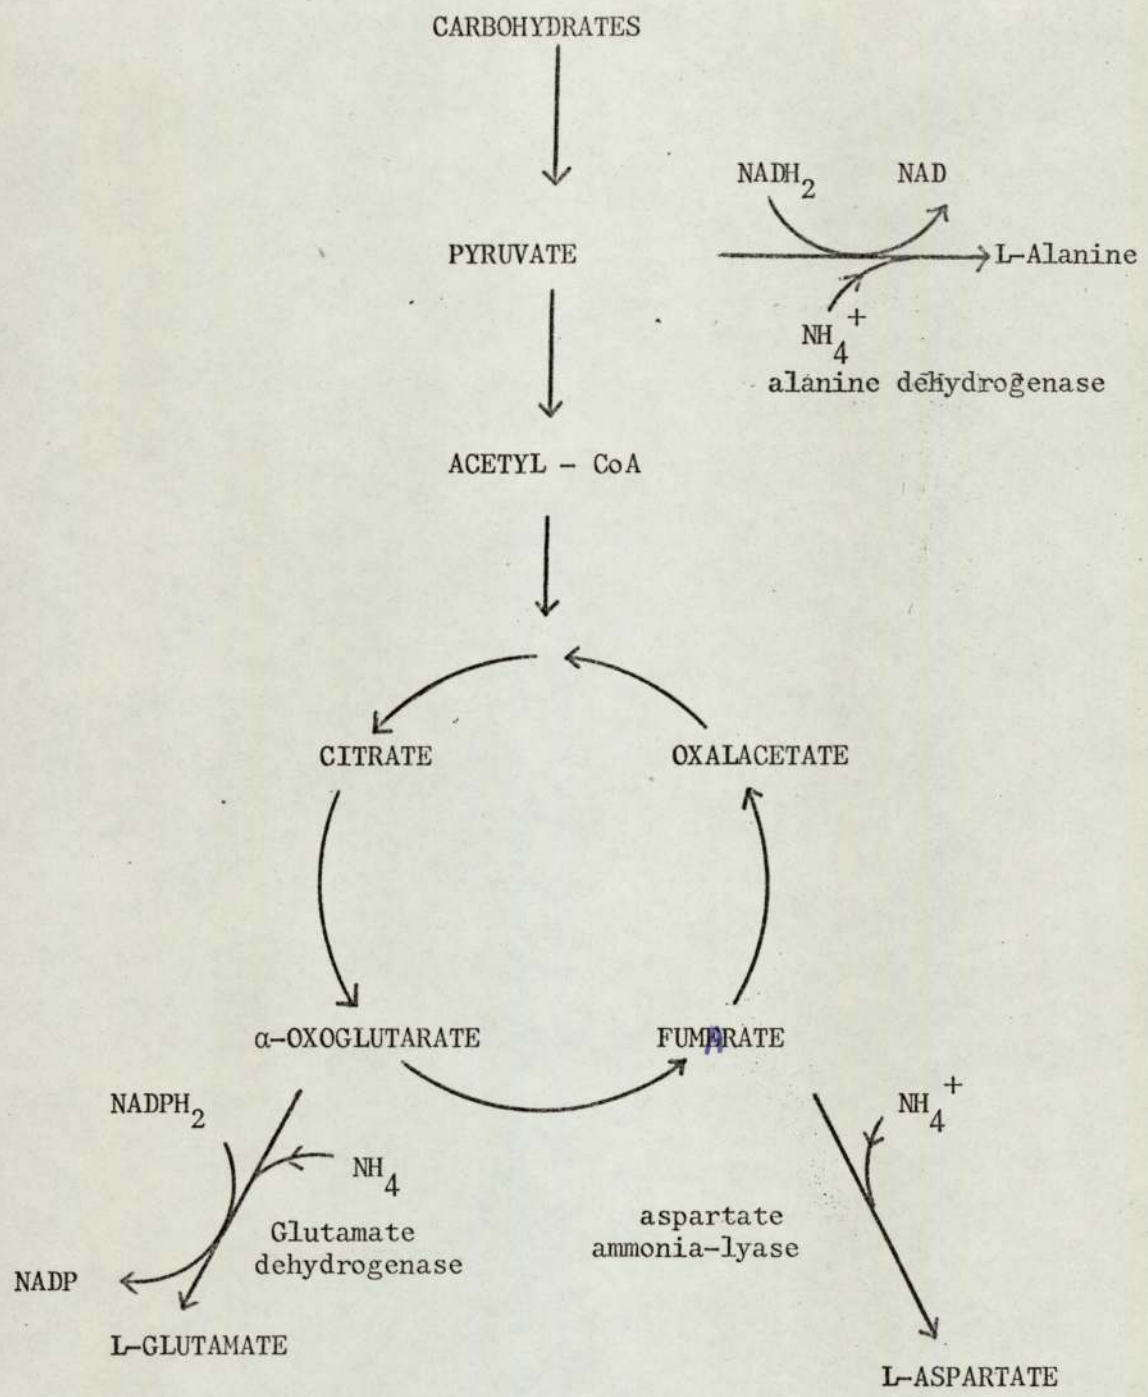 CARBOHYDRATES
NADH2 NAD
PYRUVATE
L-Alanine
NH4+
alanine dehydrogenase
ACETYL - CoA
CITRATE
OXALACETATE
α-OXOGLUTARATE
FUMARATE
NADPH2
NH4+
NH4
Glutamate
dehydrogenase
aspartate
ammonia-lyase
NADP
L-GLUTAMATE
L-ASPARTATE